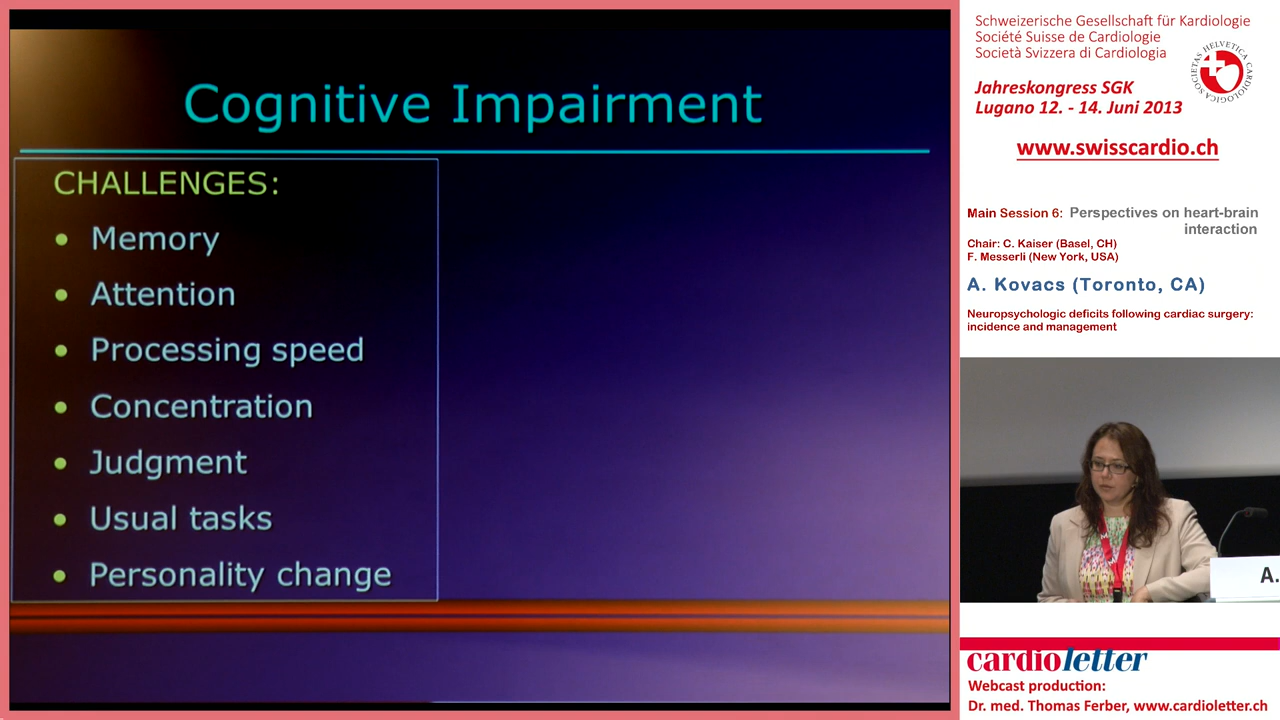 Cognitive Impairment
CHALLENGES:
• Memory
• Attention
• Processing speed
• Concentration
• Judgment
• Usual tasks
• Personality change
Schweizerische Gesellschaft für Kardiologie
Société Suisse de Cardiologie
Società Svizzera di Cardiologia
SOCIETAS HELVETICA CARDIOLOGICA
Jahreskongress SGK
Lugano 12. - 14. Juni 2013
www.swisscardio.ch
Main Session 6: Perspectives on heart-brain
interaction
Chair: C. Kaiser (Basel, CH)
F. Messerli (New York, USA)
A. Kovacs (Toronto, CA)
Neuropsychologic deficits following cardiac surgery:
incidence and management
A.
cardioletter
Webcast production:
Dr. med. Thomas Ferber, www.cardioletter.ch